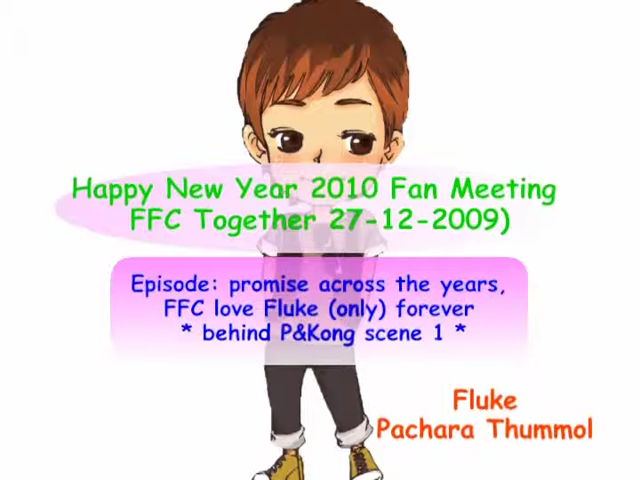 Happy New Year 2010 Fan Meeting
FFC Together 27-12-2009)
Episode: promise across the years,
FFC love Fluke (only) forever
* behind P&Kong scene 1 *
Fluke
Pachara Thummol